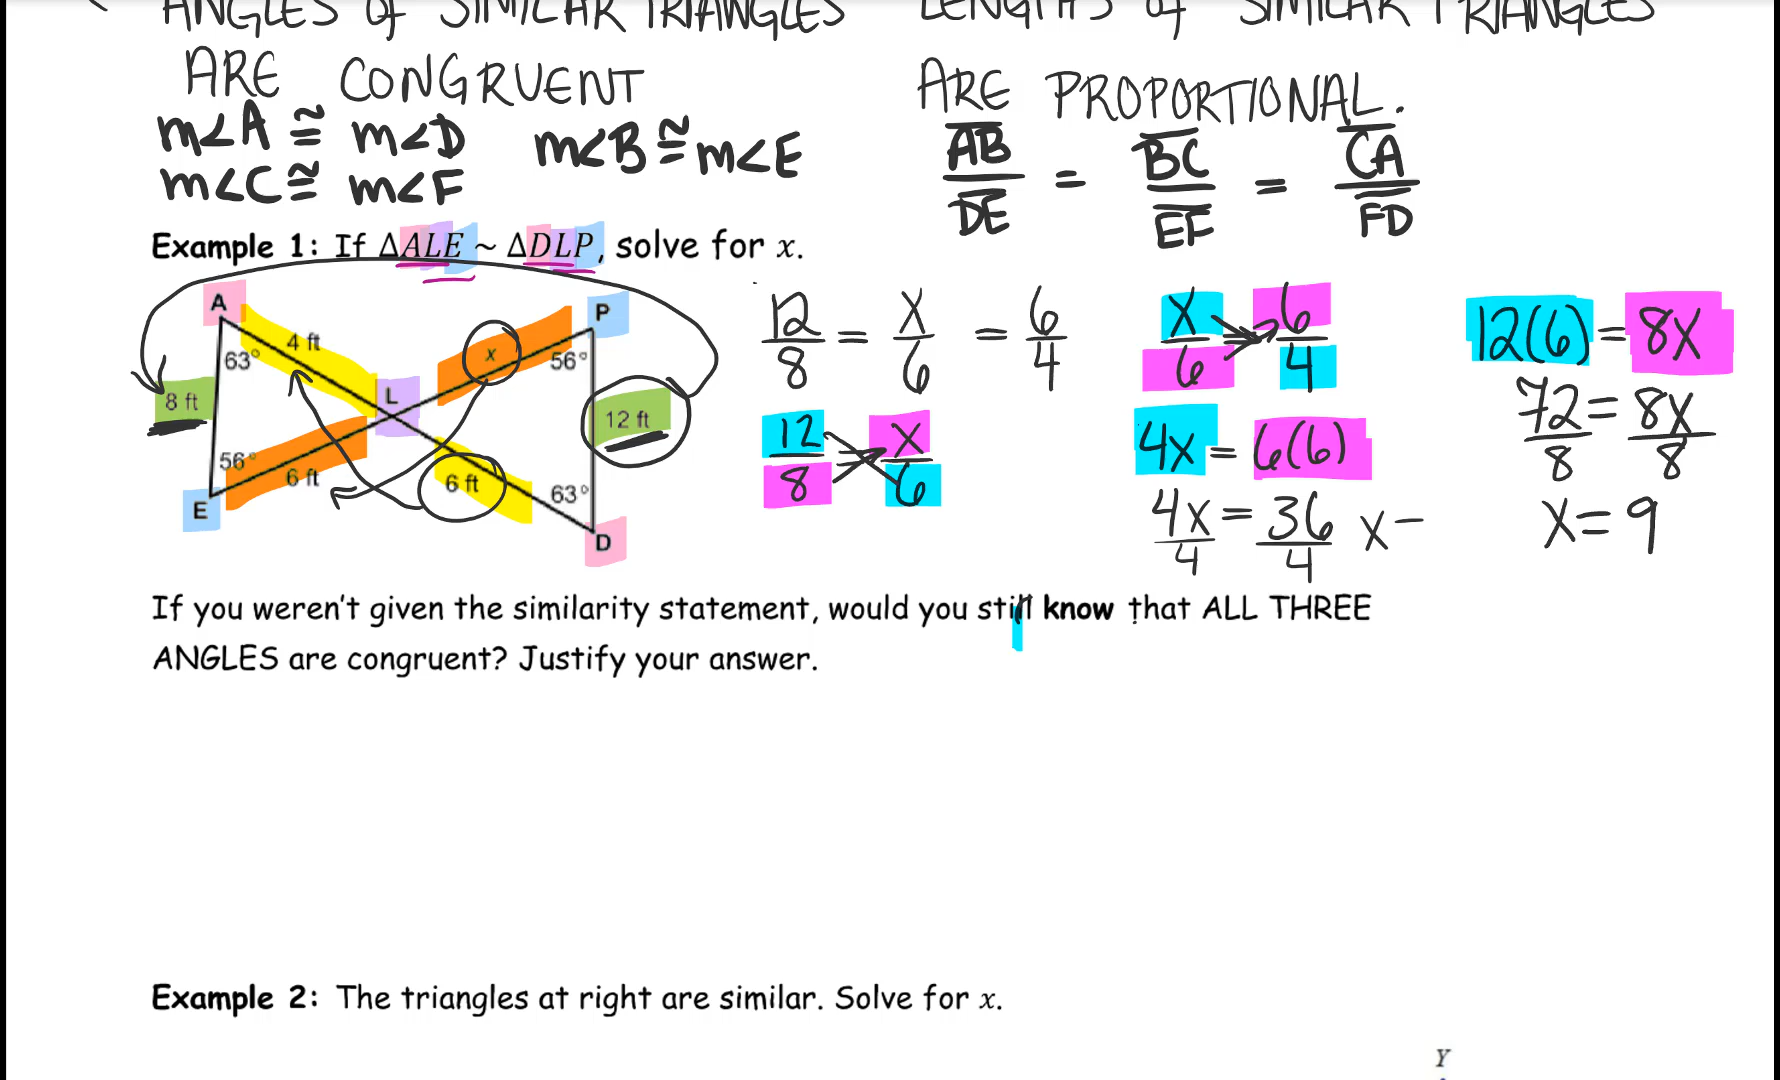 ANGLES of SIMILAR TRIANGLES LENGTHS of SIMILAR TRIANGLES
ARE CONGRUENT ARE PROPORTIONAL.
m∠A ≅ m∠D m∠B ≅ m∠E
m∠C ≅ m∠F
AB/DE = BC/EF = CA/FD
Example 1: If ΔALE ~ ΔDLP, solve for x.
A
P
4 ft
x
63°
56°
8 ft
L
12 ft
56°
6 ft
6 ft
63°
E
D
12/8 = x/6 = 6/4
12/8 = x/6
x/6 = 6/4
4x = 6(6)
4x/4 = 36/4 x =
12(6) = 8x
72/8 = 8x/8
x = 9
If you weren't given the similarity statement, would you still know that ALL THREE
ANGLES are congruent? Justify your answer.
Example 2: The triangles at right are similar. Solve for x.
Y